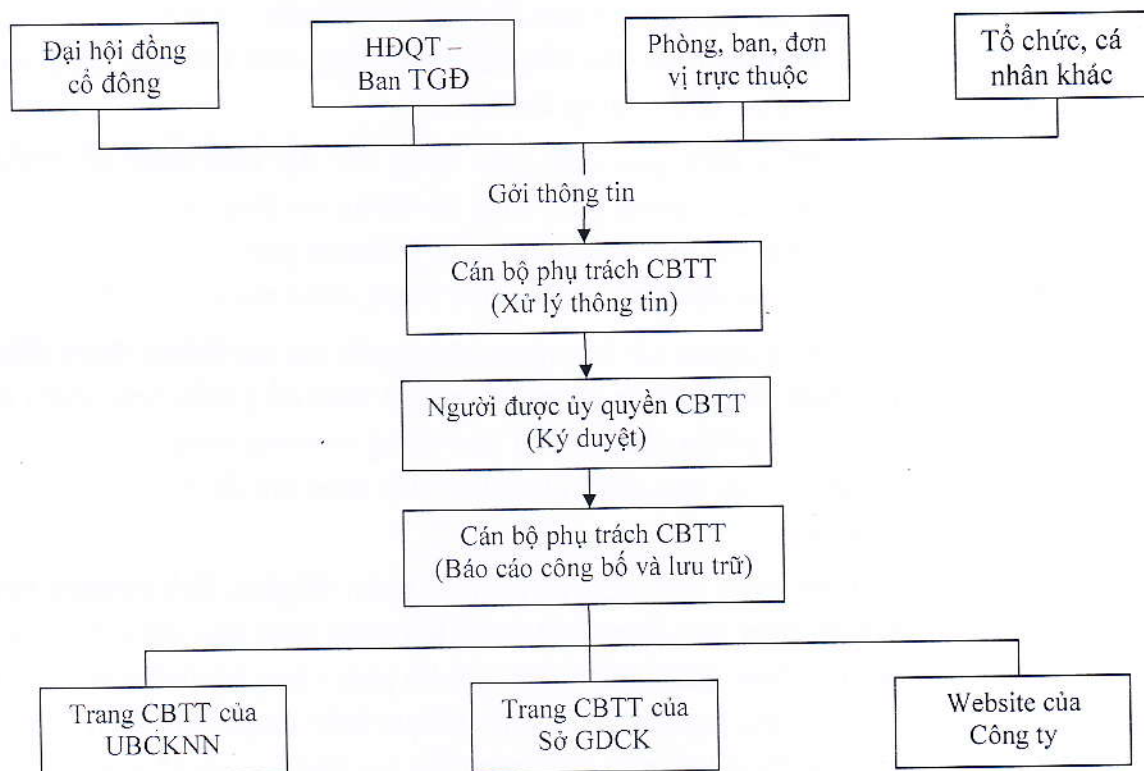 Đại hội đồng
cổ đông
HĐQT –
Ban TGĐ
Phòng, ban, đơn
vị trực thuộc
Tổ chức, cá
nhân khác
Gởi thông tin
Cán bộ phụ trách CBTT
(Xử lý thông tin)
Người được ủy quyền CBTT
(Ký duyệt)
Cán bộ phụ trách CBTT
(Báo cáo công bố và lưu trữ)
Trang CBTT của
UBCKNN
Trang CBTT của
Sở GDCK
Website của
Công ty